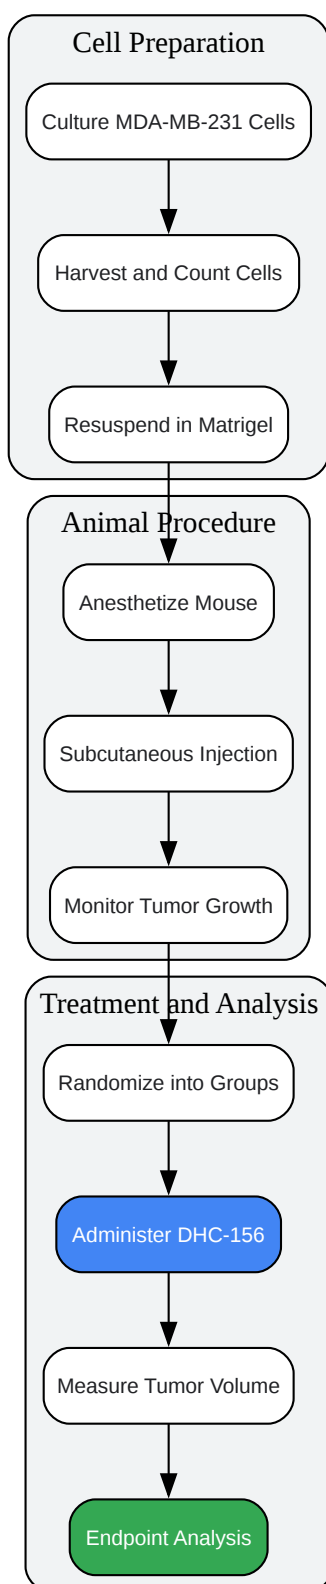 Cell Preparation
Culture MDA-MB-231 Cells
Harvest and Count Cells
Resuspend in Matrigel
Animal Procedure
Anesthetize Mouse
Subcutaneous Injection
Monitor Tumor Growth
Treatment and Analysis
Randomize into Groups
Administer DHC-156
Measure Tumor Volume
Endpoint Analysis